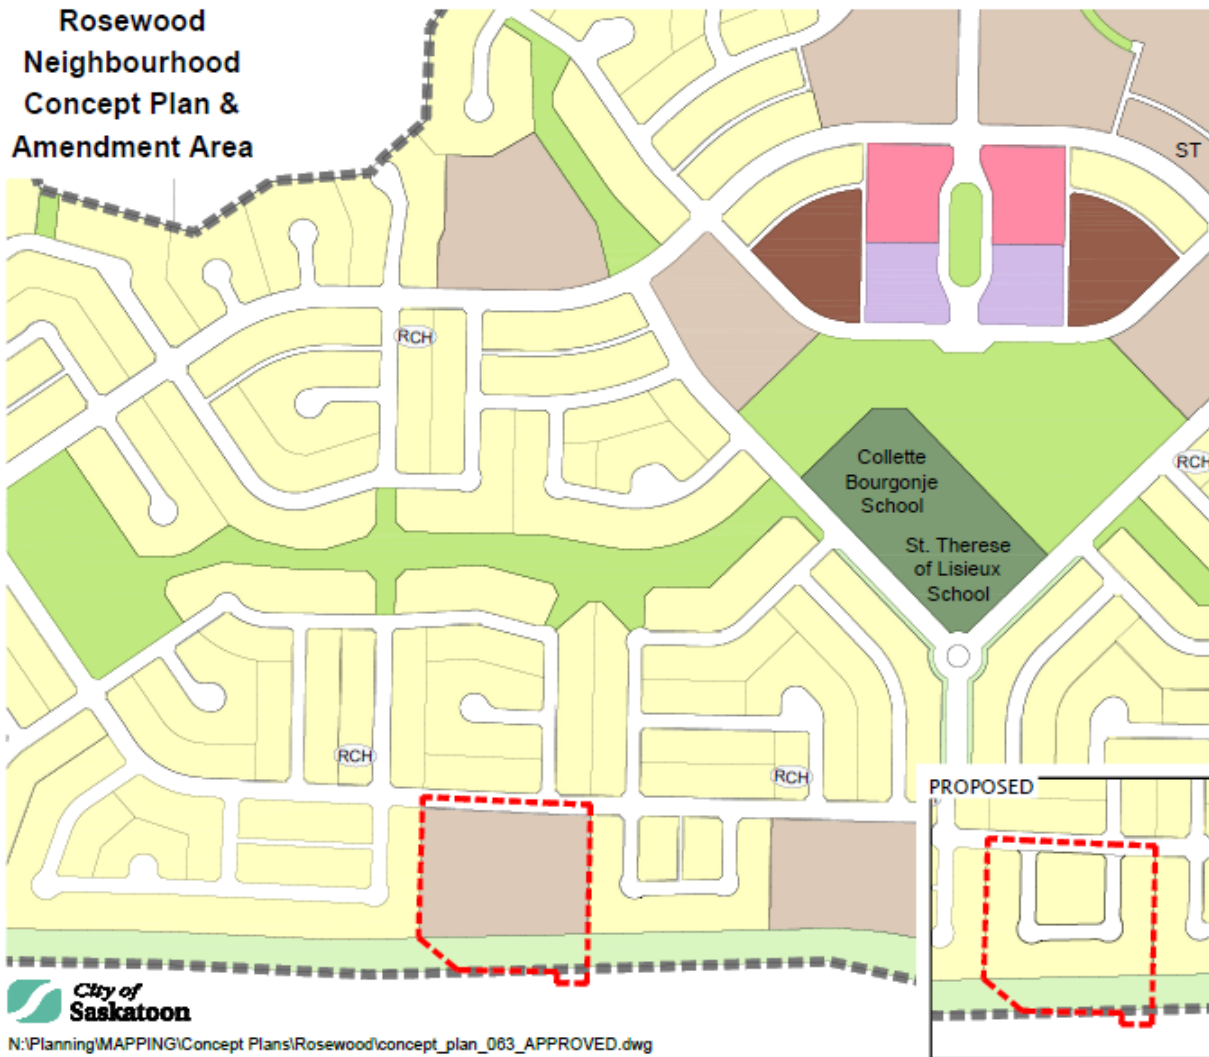 Rosewood
Neighbourhood
Concept Plan &
Amendment Area
ST
RCH
Collette
Bourgonje
School
RCH
St. Therese
of Lisieux
School
RCH
RCH
PROPOSED
City of
Saskatoon
N:\Planning\MAPPING\Concept Plans\Rosewood\concept_plan_063_APPROVED.dwg